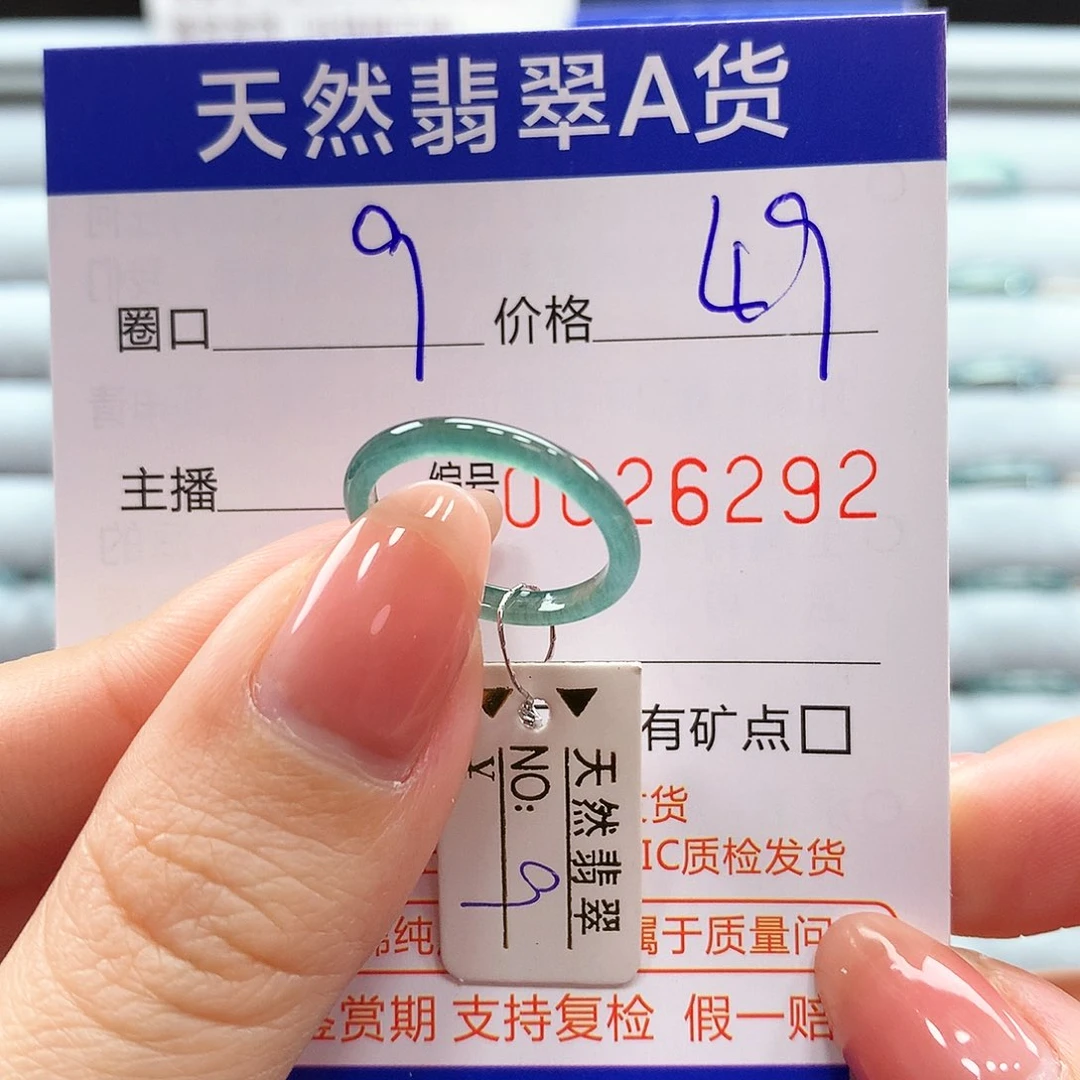 天然翡翠A货
圈口 9 价格 49
主播 编号 0026292
有矿点□
货
IC质检发货
纯 属于质量问
鉴赏期 支持复检 假一赔
天然翡翠
NO: 9
Y